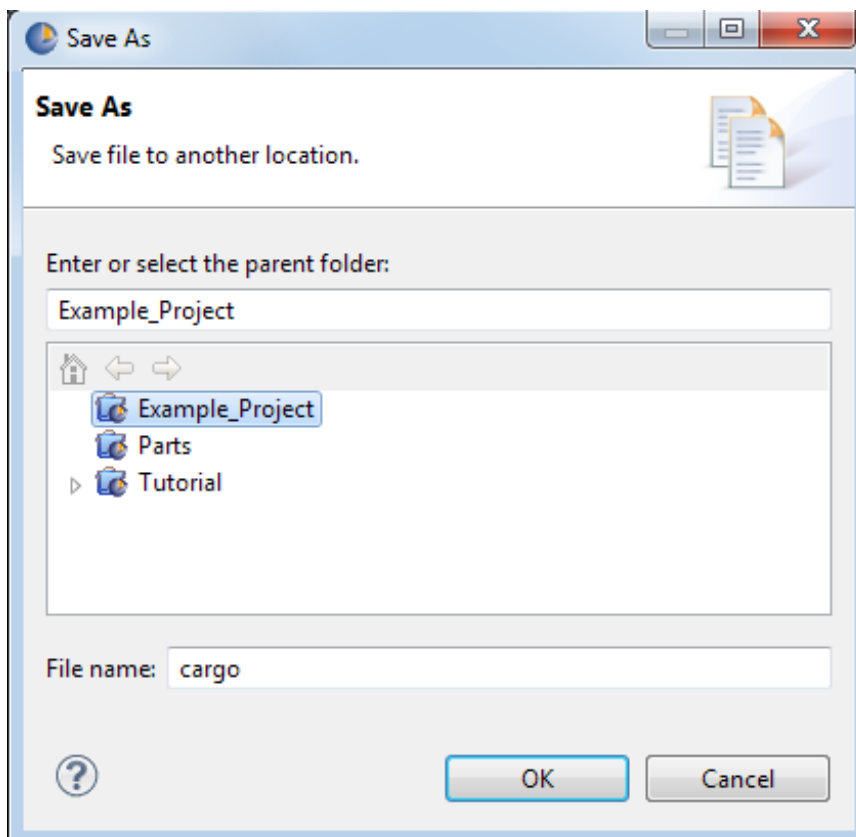 Save As
Save As
Save file to another location.
Enter or select the parent folder:
Example_Project
Example_Project
Parts
Tutorial
File name: cargo
? OK Cancel